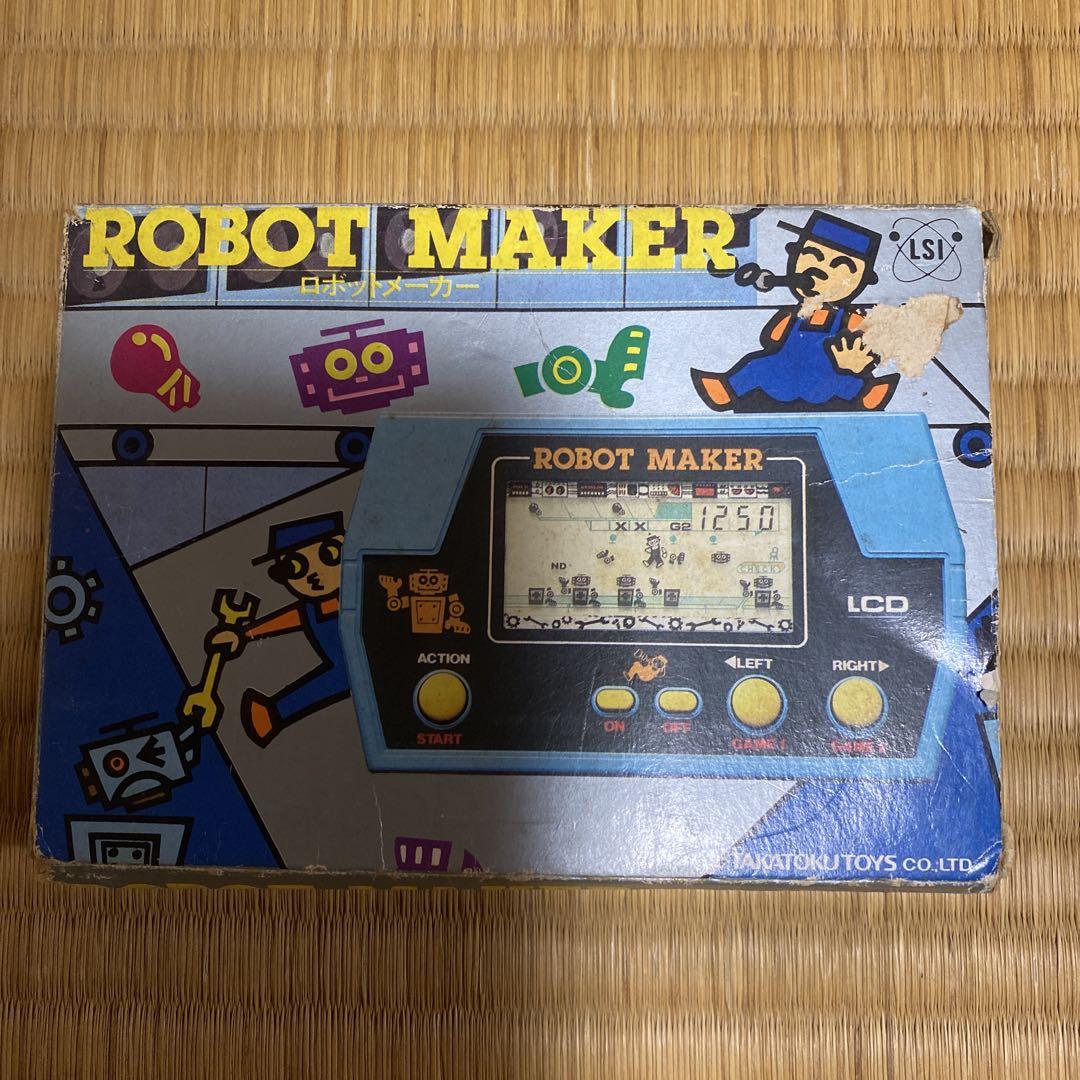 ROBOT MAKER
ロボットメーカー
LSI
ROBOT MAKER
XX G2 1250
ND
CHECK
LCD
ACTION
◀LEFT
RIGHT▶
START
ON
OFF
GAME 1
GAME 2
TAKATOKU TOYS CO.,LTD.